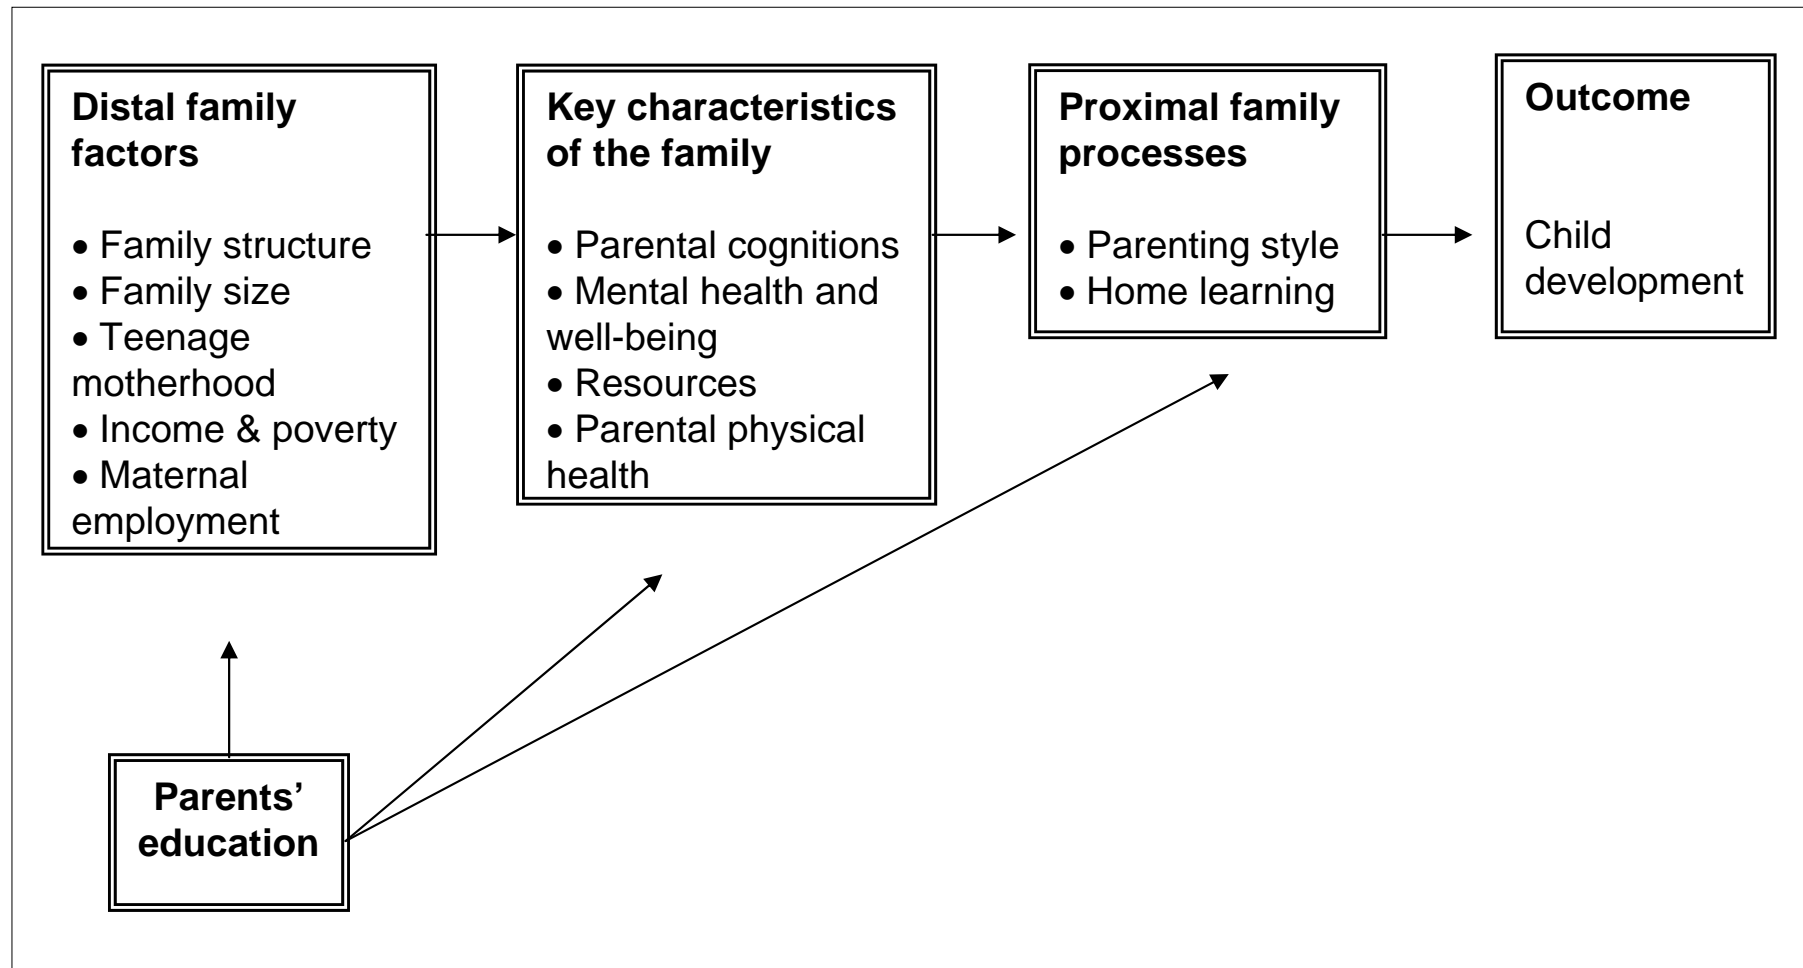 Distal family
factors
• Family structure
• Family size
• Teenage
motherhood
• Income & poverty
• Maternal
employment
Key characteristics
of the family
• Parental cognitions
• Mental health and
well-being
• Resources
• Parental physical
health
Proximal family
processes
• Parenting style
• Home learning
Outcome
Child
development
Parents’
education